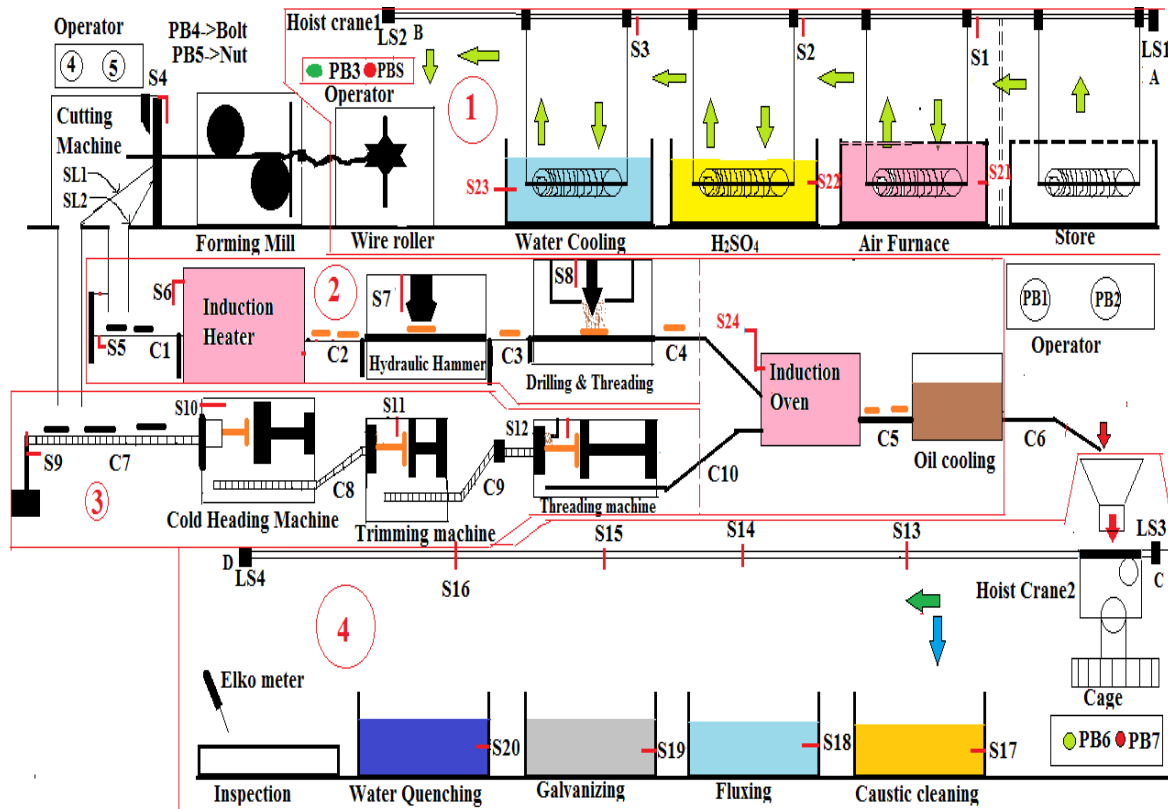 Operator
4
5
PB4->Bolt
PB5->Nut
S4
Cutting
Machine
SL1
SL2
Forming Mill
Hoist crane1
LS2
B
PB3
PBS
Operator
1
Wire roller
S3
S2
S1
LS1
A
S23
S22
S21
Water Cooling
H₂SO₄
Air Furnace
Store
S5
C1
S6
Induction
Heater
2
C2
S7
Hydraulic Hammer
C3
S8
Drilling & Threading
C4
S24
Induction
Oven
C5
Oil cooling
C6
PB1
PB2
Operator
S9
C7
3
S10
Cold Heading Machine
C8
S11
Trimming machine
C9
S12
Threading machine
C10
D
LS4
S16
S15
S14
S13
LS3
C
Hoist Crane2
Cage
PB6
PB7
4
Elko meter
Inspection
S20
Water Quenching
S19
Galvanizing
S18
Fluxing
S17
Caustic cleaning